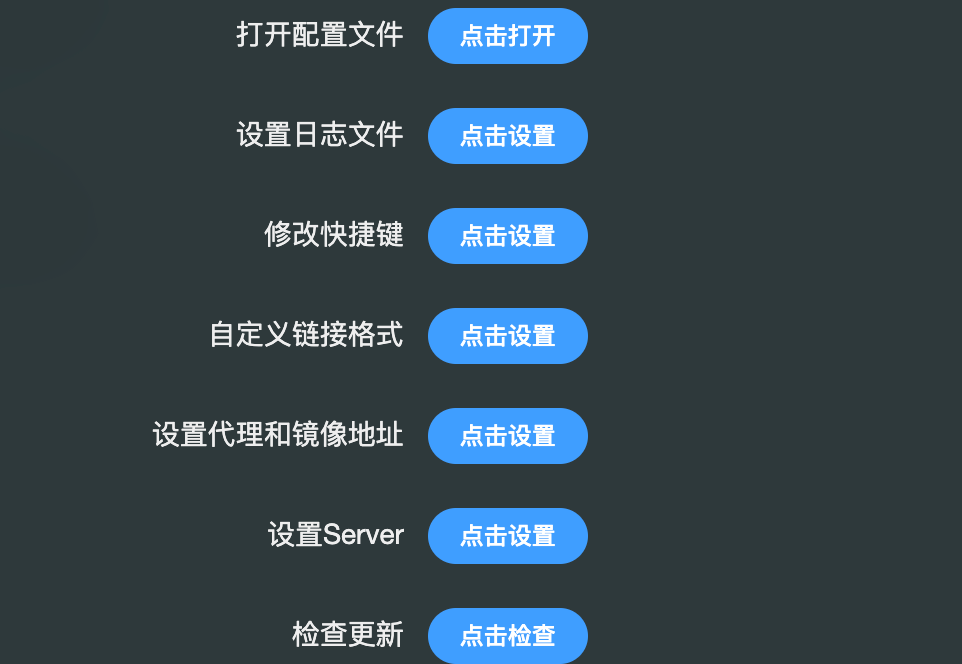 打开配置文件 点击打开
设置日志文件 点击设置
修改快捷键 点击设置
自定义链接格式 点击设置
设置代理和镜像地址 点击设置
设置Server 点击设置
检查更新 点击检查